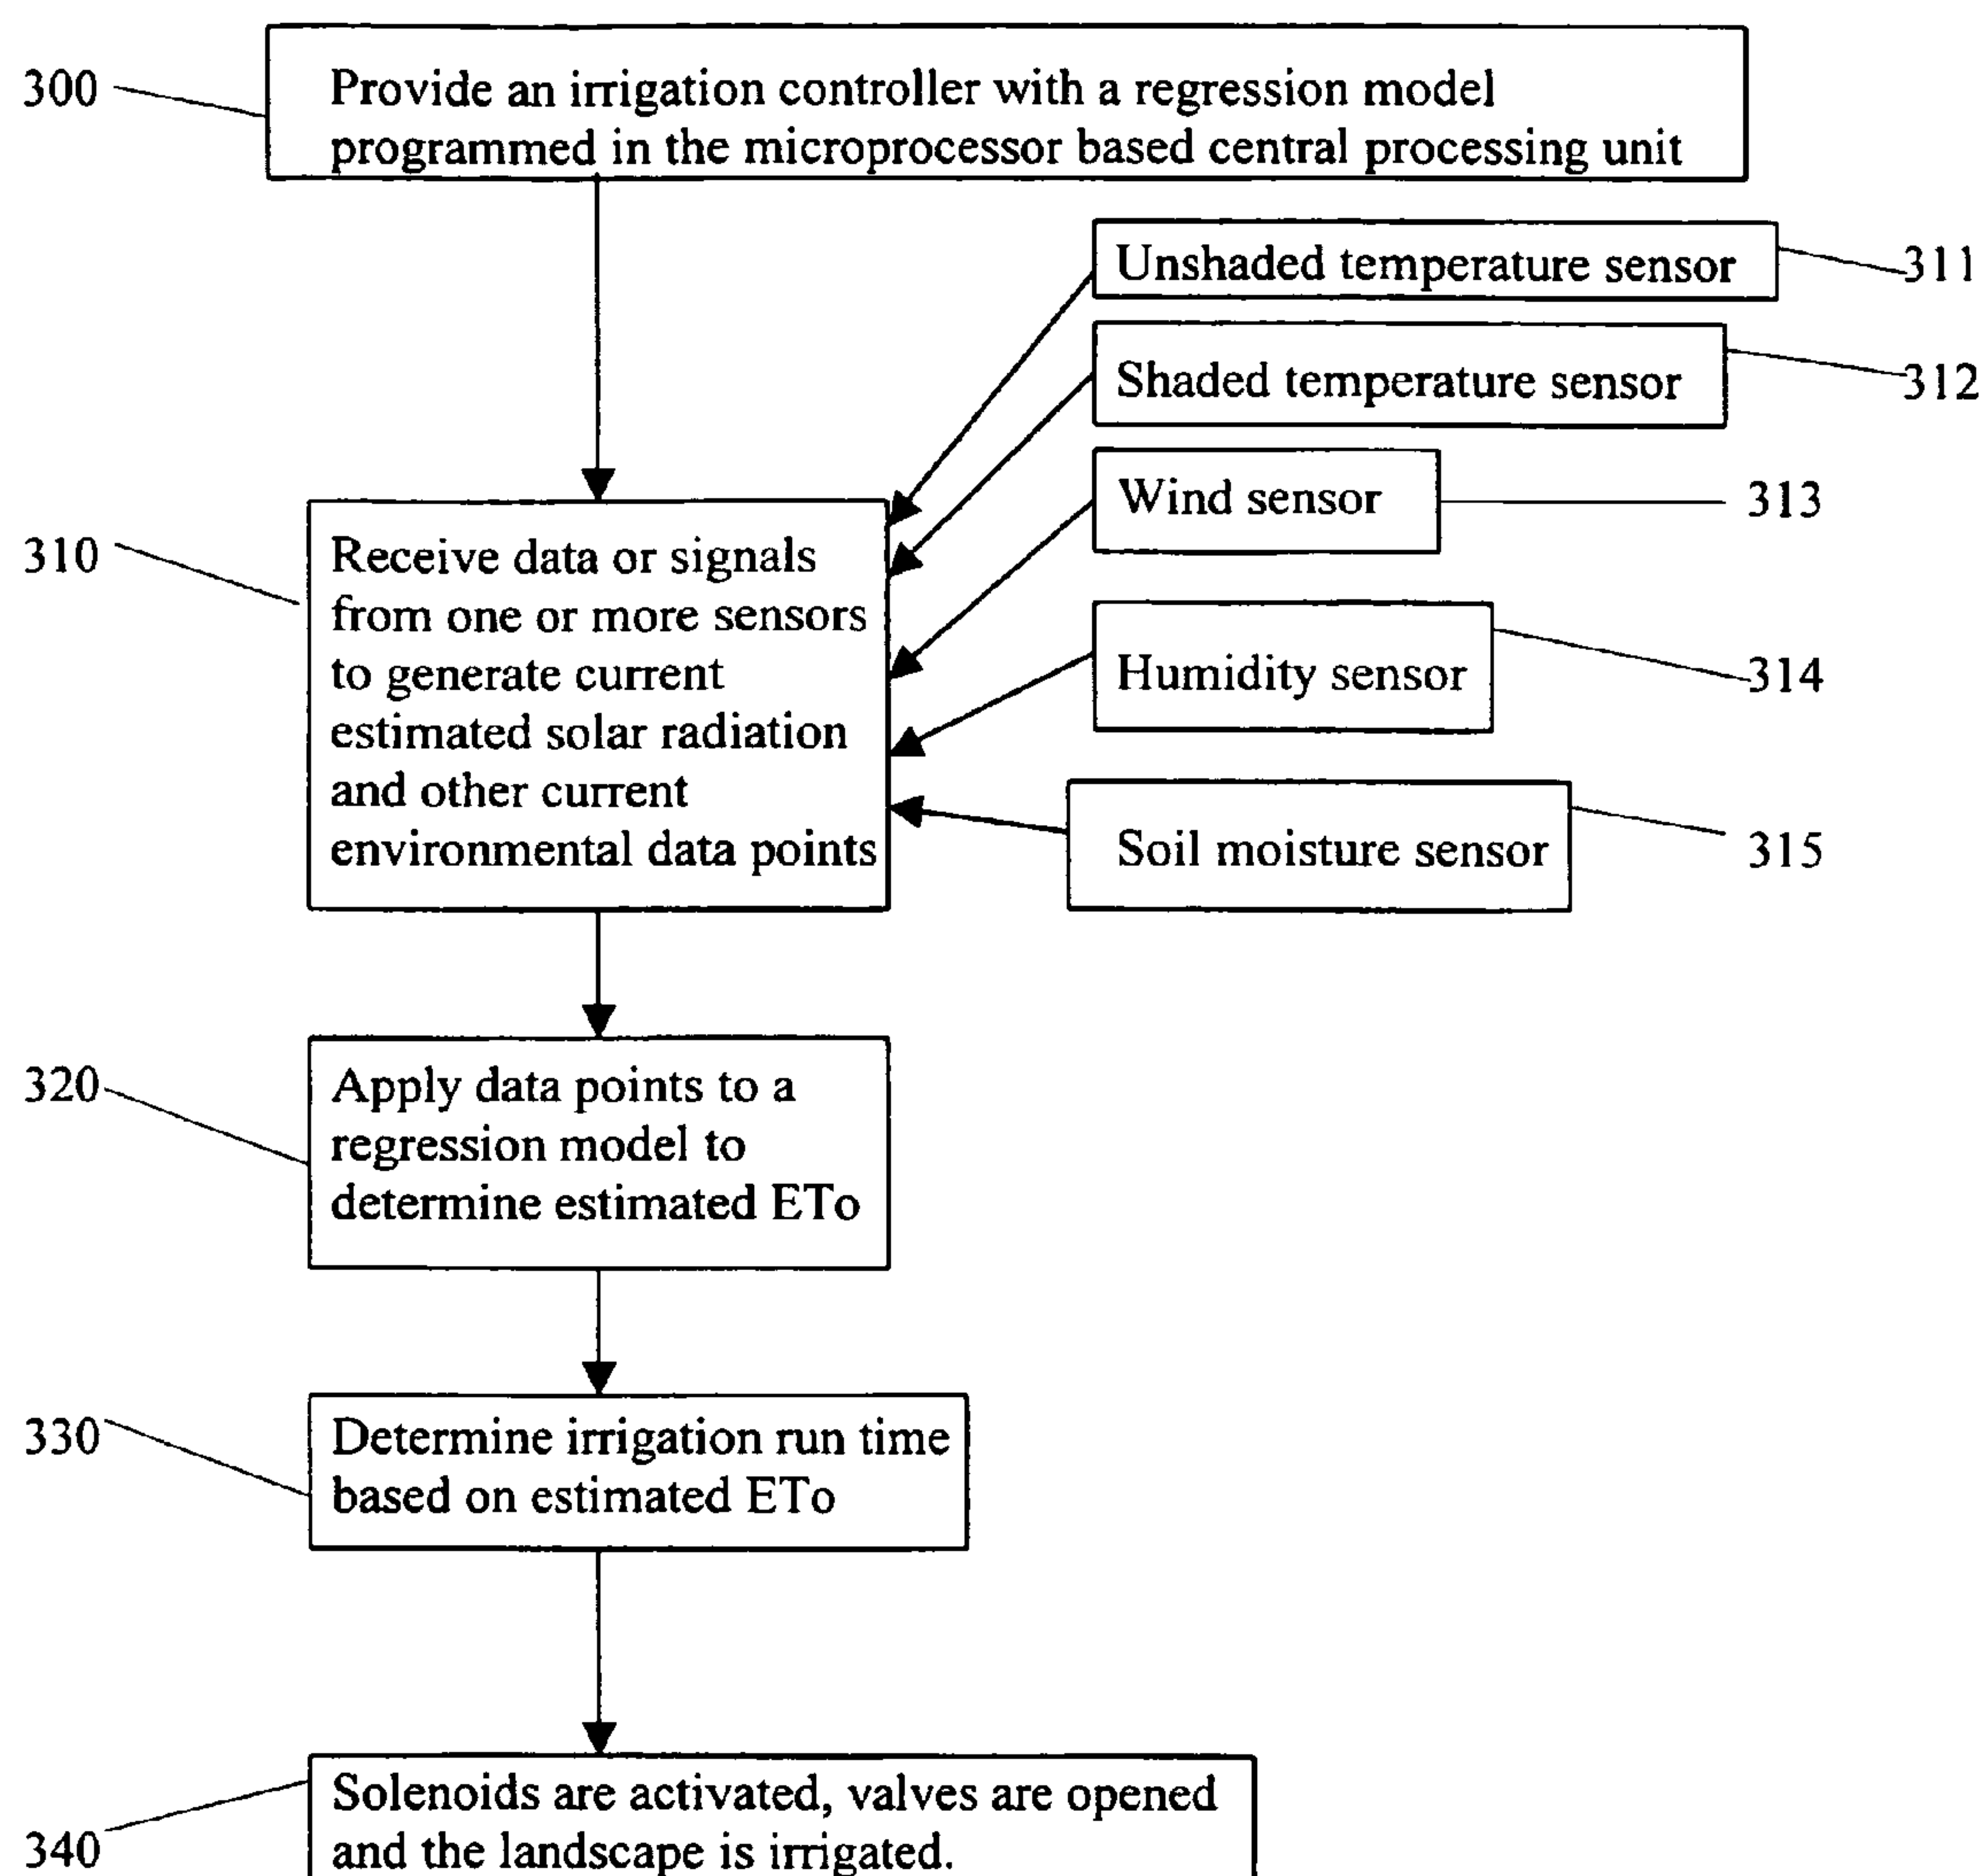 300
Provide an irrigation controller with a regression model
programmed in the microprocessor based central processing unit
Unshaded temperature sensor
311
Shaded temperature sensor
312
Wind sensor
313
310
Receive data or signals
from one or more sensors
to generate current
estimated solar radiation
and other current
environmental data points
Humidity sensor
314
Soil moisture sensor
315
320
Apply data points to a
regression model to
determine estimated ETo
330
Determine irrigation run time
based on estimated ETo
340
Solenoids are activated, valves are opened
and the landscape is irrigated.